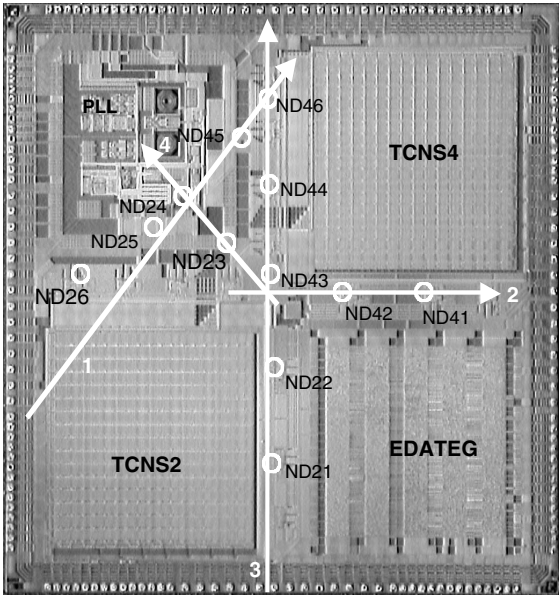 PLL
ND46
ND45
4
TCNS4
ND44
ND24
ND25
ND23
ND43
ND26
2
ND42
ND41
1
ND22
TCNS2
EDATEG
ND21
3